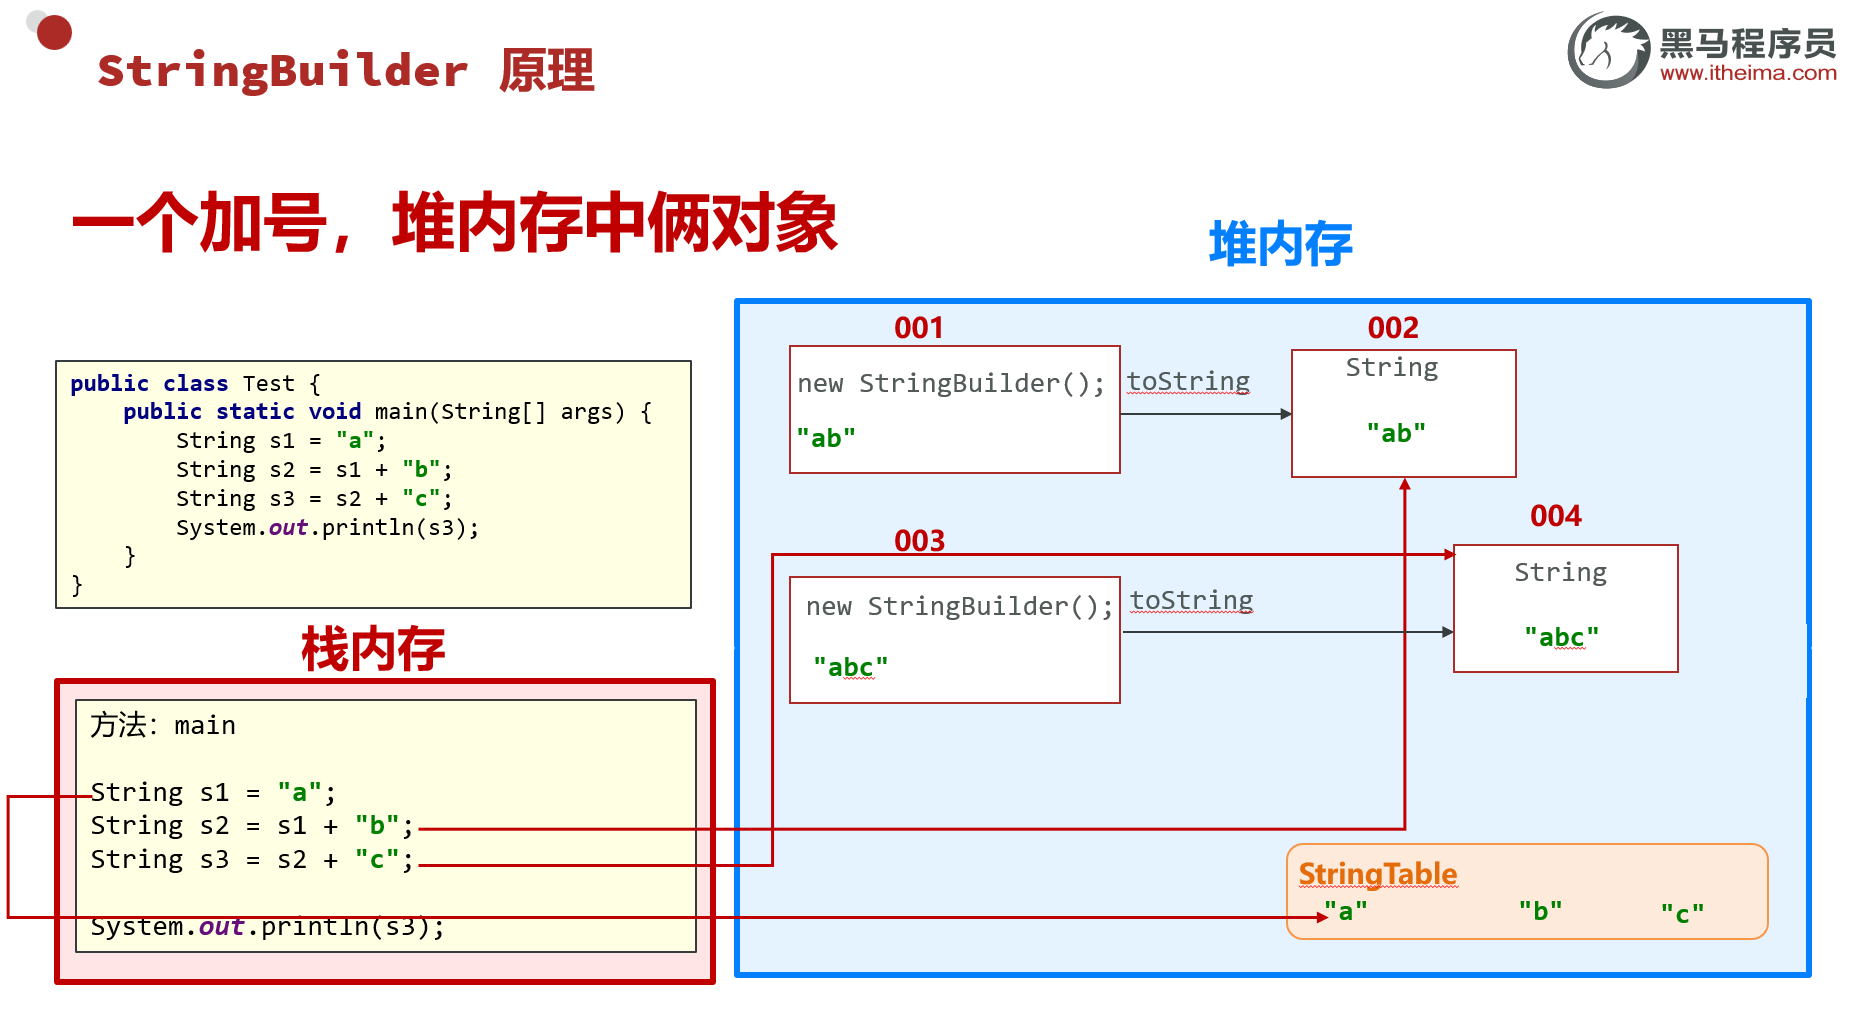 StringBuilder 原理
黑马程序员
www.itheima.com
一个加号，堆内存中俩对象
堆内存
public class Test {
    public static void main(String[] args) {
        String s1 = "a";
        String s2 = s1 + "b";
        String s3 = s2 + "c";
        System.out.println(s3);
    }
}
栈内存
方法：main
String s1 = "a";
String s2 = s1 + "b";
String s3 = s2 + "c";
System.out.println(s3);
001
new StringBuilder();
"ab"
toString
002
String
"ab"
003
new StringBuilder();
"abc"
toString
004
String
"abc"
StringTable
"a" "b" "c"